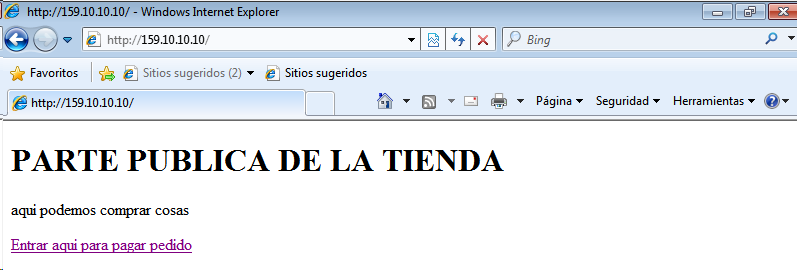 http://159.10.10.10/ - Windows Internet Explorer
http://159.10.10.10/
Bing
Favoritos
Sitios sugeridos (2)
Sitios sugeridos
http://159.10.10.10/
Página
Seguridad
Herramientas
PARTE PUBLICA DE LA TIENDA
aqui podemos comprar cosas
Entrar aqui para pagar pedido